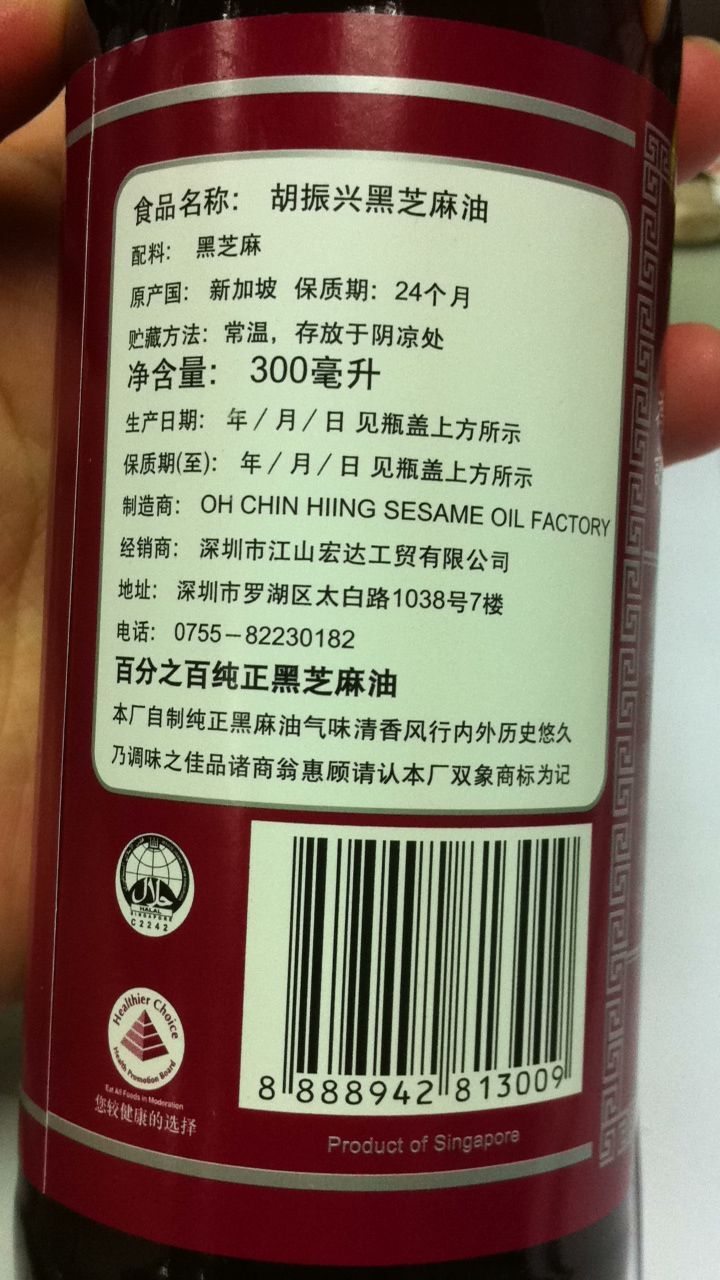 食品名称： 胡振兴黑芝麻油
配料： 黑芝麻
原产国： 新加坡 保质期： 24个月
贮藏方法： 常温，存放于阴凉处
净含量： 300毫升
生产日期： 年／月／日 见瓶盖上方所示
保质期(至)： 年／月／日 见瓶盖上方所示
制造商： OH CHIN HIING SESAME OIL FACTORY
经销商： 深圳市江山宏达工贸有限公司
地址： 深圳市罗湖区太白路1038号7楼
电话： 0755－82230182
百分之百纯正黑芝麻油
本厂自制纯正黑麻油气味清香风行内外历史悠久
乃调味之佳品诸商翁惠顾请认本厂双象商标为记
حلال
HALAL
SINGAPORE
C2242
Healthier Choice
Health Promotion Board
Eat All Foods in Moderation
您较健康的选择
8 888942 813009
Product of Singapore